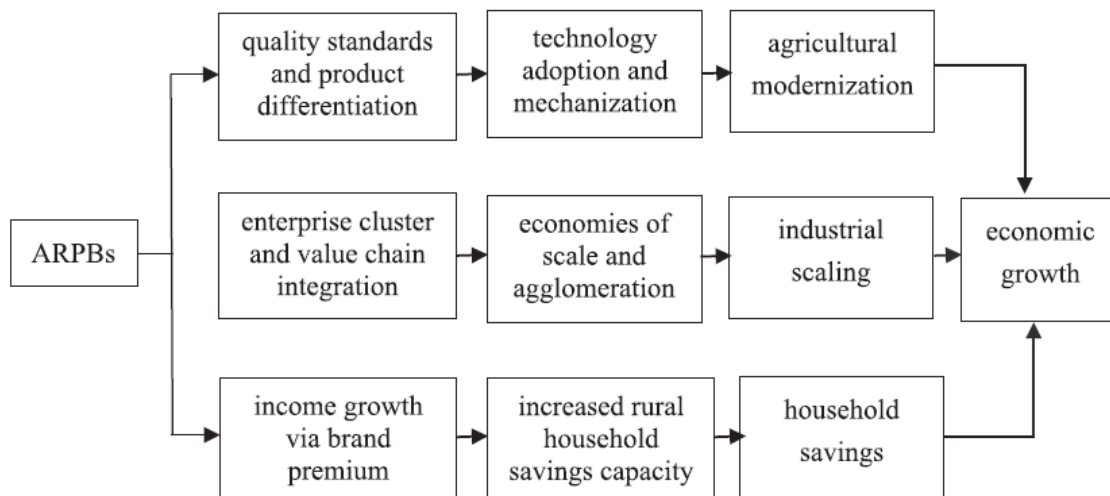 quality standards
and product
differentiation
technology
adoption and
mechanization
agricultural
modernization
ARPBs
enterprise cluster
and value chain
integration
economies of
scale and
agglomeration
industrial
scaling
economic
growth
income growth
via brand
premium
increased rural
household
savings capacity
household
savings